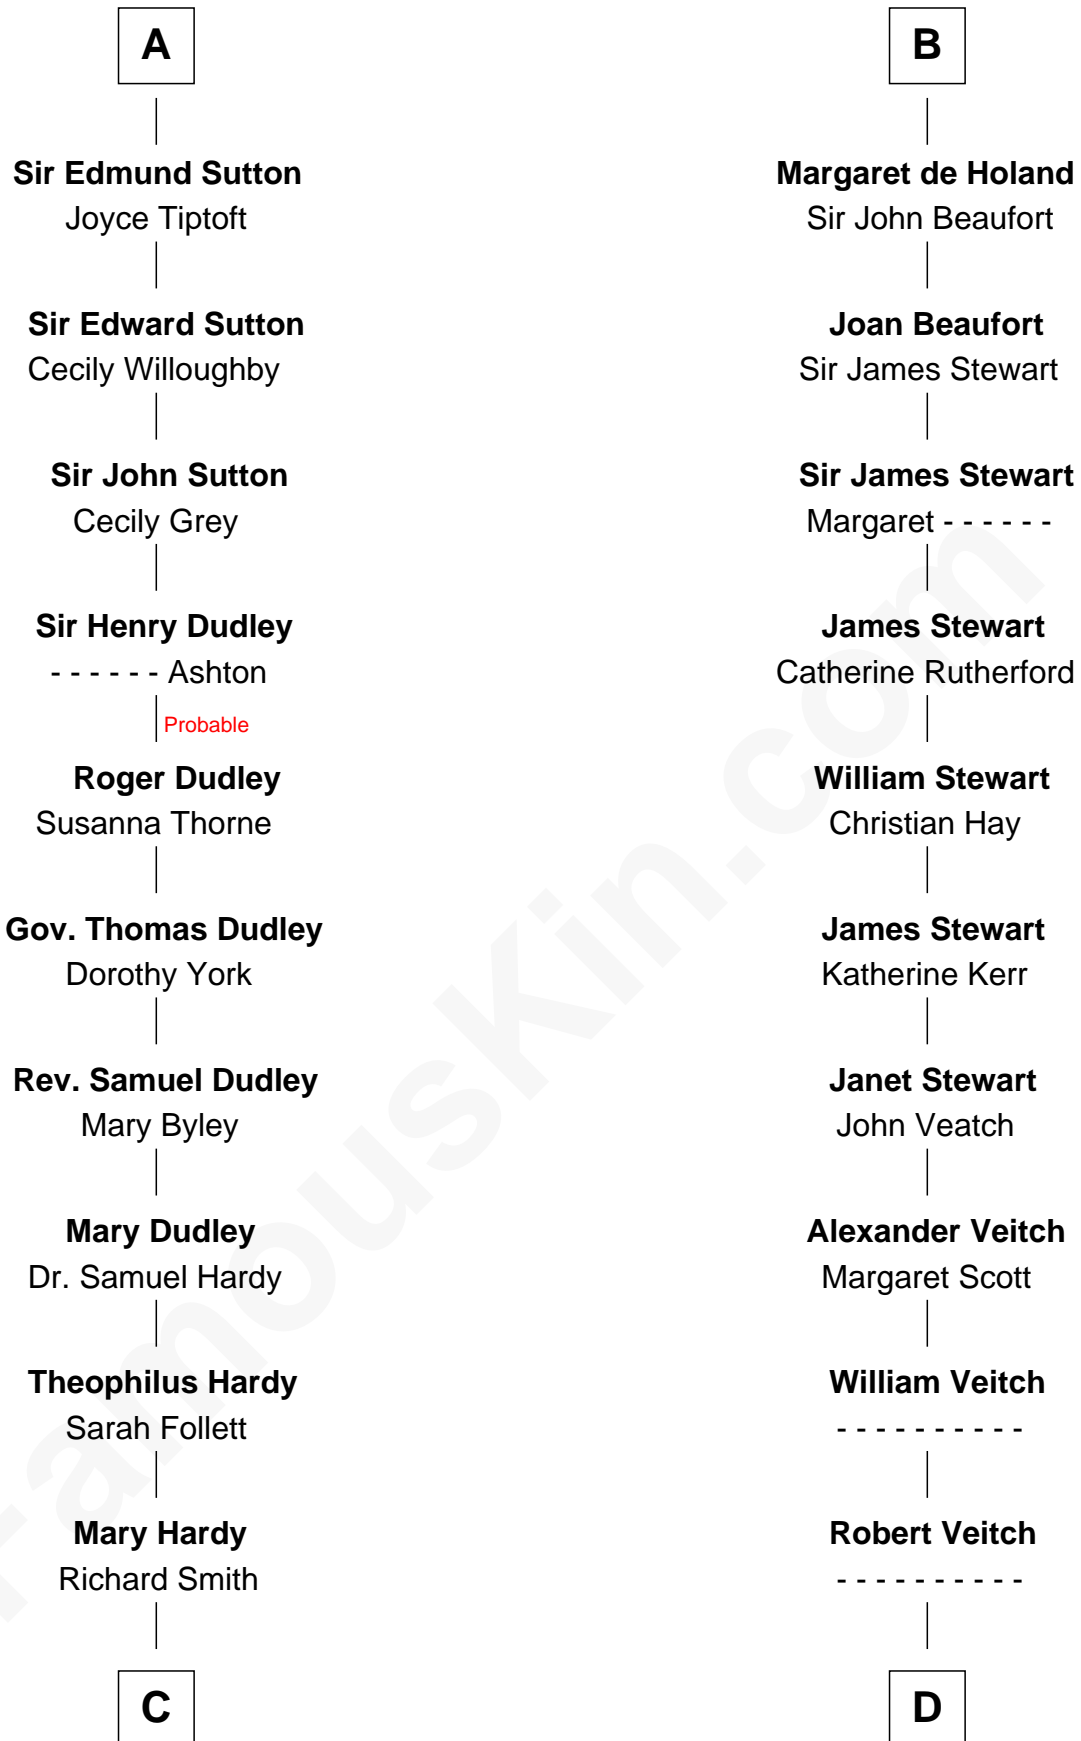 A
Sir Edmund Sutton
Joyce Tiptoft
Sir Edward Sutton
Cecily Willoughby
Sir John Sutton
Cecily Grey
Sir Henry Dudley
- - - - - - Ashton
Probable
Roger Dudley
Susanna Thorne
Gov. Thomas Dudley
Dorothy York
Rev. Samuel Dudley
Mary Byley
Mary Dudley
Dr. Samuel Hardy
Theophilus Hardy
Sarah Follett
Mary Hardy
Richard Smith
C
B
Margaret de Holand
Sir John Beaufort
Joan Beaufort
Sir James Stewart
Sir James Stewart
Margaret - - - - - -
James Stewart
Catherine Rutherford
William Stewart
Christian Hay
James Stewart
Katherine Kerr
Janet Stewart
John Veatch
Alexander Veitch
Margaret Scott
William Veitch
- - - - - - - - - -
Robert Veitch
- - - - - - - - - -
D
FamousKin.com